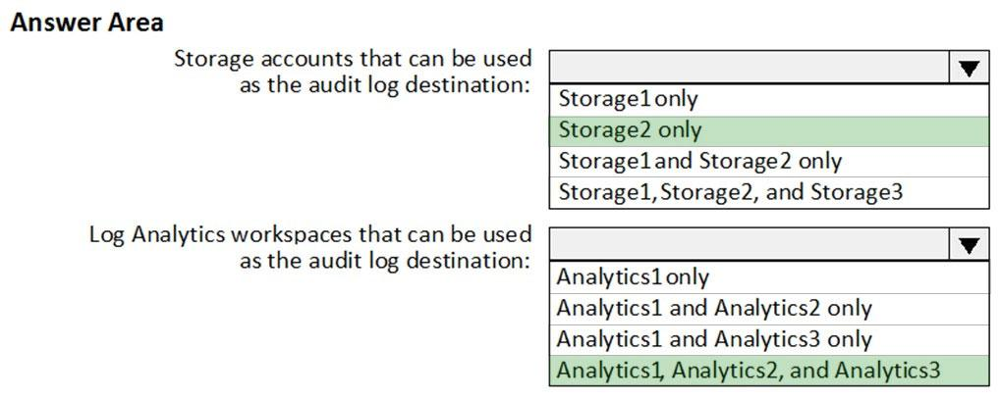 Answer Area
Storage accounts that can be used
as the audit log destination:
Storage1 only
Storage2 only
Storage1 and Storage2 only
Storage1, Storage2, and Storage3
Log Analytics workspaces that can be used
as the audit log destination:
Analytics1 only
Analytics1 and Analytics2 only
Analytics1 and Analytics3 only
Analytics1, Analytics2, and Analytics3